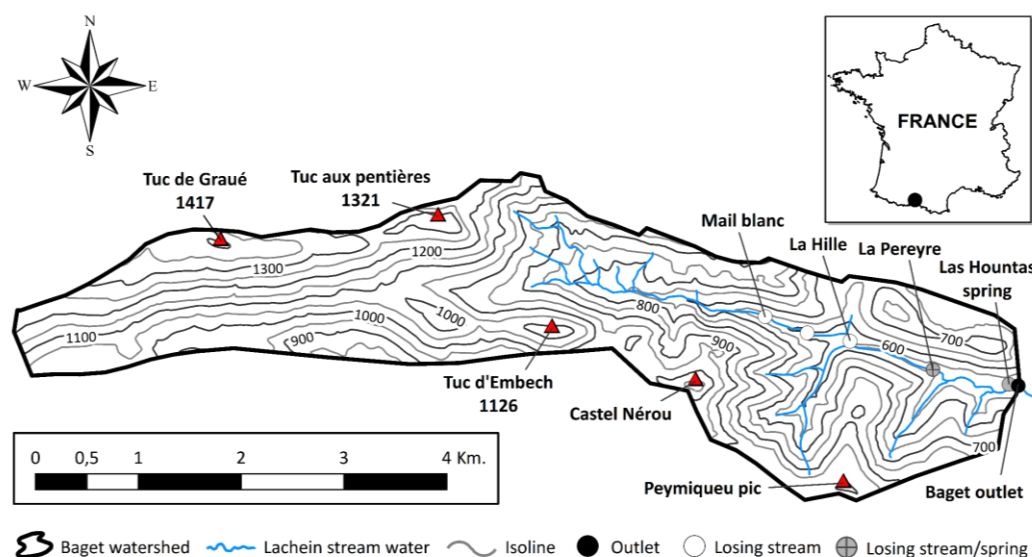 N
W
E
S
FRANCE
Tuc de Graué
1417
Tuc aux pentières
1321
Mail blanc
La Hille
La Pereyre
Las Hountas
spring
1300
1200
1100
1000
1000
900
800
900
600
700
700
Tuc d'Embech
1126
Castel Nérou
Peymiqueu pic
Baget outlet
0 0,5 1 2 3 4 Km.
Baget watershed Lachein stream water Isoline Outlet Losing stream Losing stream/spring